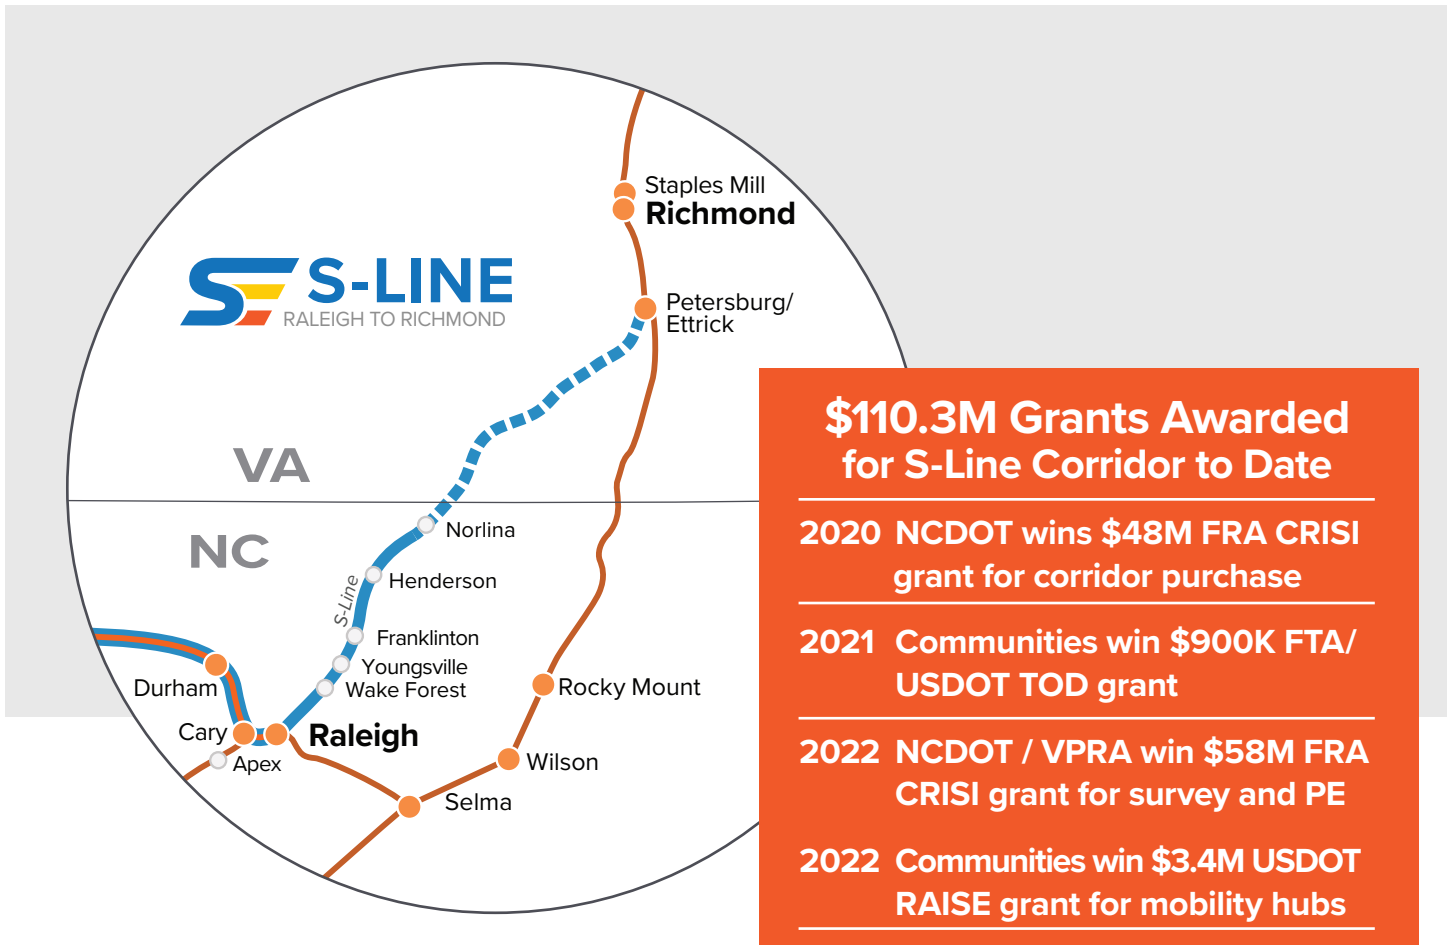 Staples Mill
Richmond
S-LINE
RALEIGH TO RICHMOND
Petersburg/
Ettrick
VA
NC
Norlina
Henderson
S-Line
Franklinton
Youngsville
Wake Forest
Durham
Cary
Raleigh
Apex
Rocky Mount
Wilson
Selma
$110.3M Grants Awarded
for S-Line Corridor to Date
2020 NCDOT wins $48M FRA CRISI
grant for corridor purchase
2021 Communities win $900K FTA/
USDOT TOD grant
2022 NCDOT / VPRA win $58M FRA
CRISI grant for survey and PE
2022 Communities win $3.4M USDOT
RAISE grant for mobility hubs